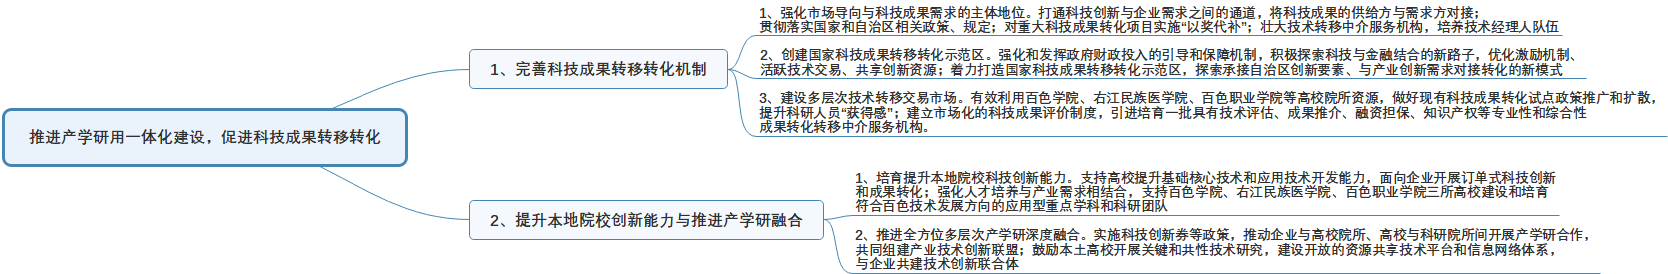 推进产学研用一体化建设，促进科技成果转移转化
1、完善科技成果转移转化机制
1、强化市场导向与科技成果需求的主体地位。打通科技创新与企业需求之间的通道，将科技成果的供给方与需求方对接；
贯彻落实国家和自治区相关政策、规定；对重大科技成果转化项目实施“以奖代补”；壮大技术转移中介服务机构，培养技术经理人队伍
2、创建国家科技成果转移转化示范区。强化和发挥政府财政投入的引导和保障机制，积极探索科技与金融结合的新路子，优化激励机制、
活跃技术交易、共享创新资源；着力打造国家科技成果转移转化示范区，探索承接自治区创新要素、与产业创新需求对接转化的新模式
3、建设多层次技术转移交易市场。有效利用百色学院、右江民族医学院、百色职业学院等高校院所资源，做好现有科技成果转化试点政策推广和扩散，
提升科研人员“获得感”；建立市场化的科技成果评价制度，引进培育一批具有技术评估、成果推介、融资担保、知识产权等专业性和综合性
成果转化转移中介服务机构。
2、提升本地院校创新能力与推进产学研融合
1、培育提升本地院校科技创新能力。支持高校提升基础核心技术和应用技术开发能力，面向企业开展订单式科技创新
和成果转化；强化人才培养与产业需求相结合，支持百色学院、右江民族医学院、百色职业学院三所高校建设和培育
符合百色技术发展方向的应用型重点学科和科研团队
2、推进全方位多层次产学研深度融合。实施科技创新券等政策，推动企业与高校院所、高校与科研院所间开展产学研合作，
共同组建产业技术创新联盟；鼓励本土高校开展关键和共性技术研究，建设开放的资源共享技术平台和信息网络体系，
与企业共建技术创新联合体